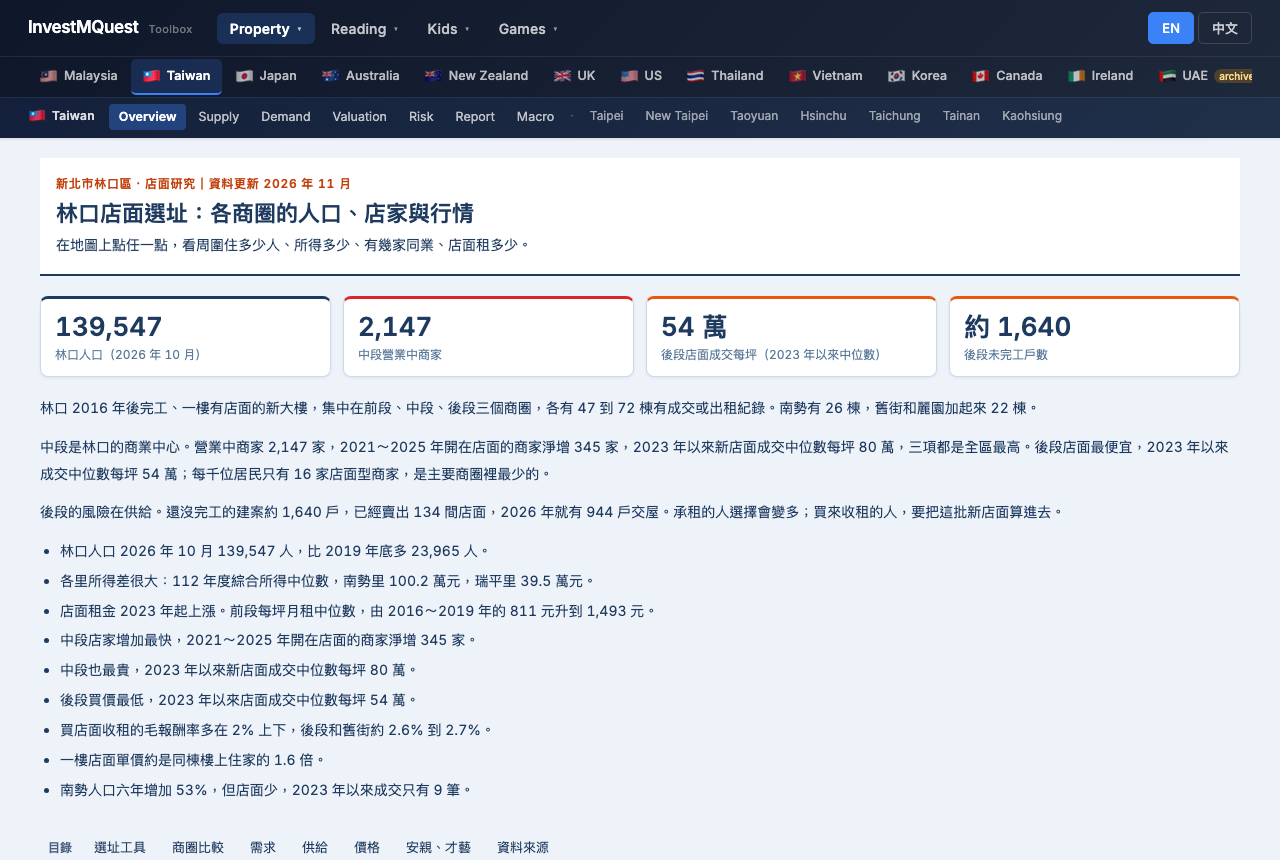 InvestMQuest Toolbox Property Reading Kids Games EN 中文
Malaysia Taiwan Japan Australia New Zealand UK US Thailand Vietnam Korea Canada Ireland UAE archive
Taiwan Overview Supply Demand Valuation Risk Report Macro · Taipei New Taipei Taoyuan Hsinchu Taichung Tainan Kaohsiung
新北市林口區 · 店面研究｜資料更新 2026 年 11 月
林口店面選址：各商圈的人口、店家與行情
在地圖上點任一點，看周圍住多少人、所得多少、有幾家同業、店面租多少。
139,547
林口人口（2026 年 10 月）
2,147
中段營業中商家
54 萬
後段店面成交每坪（2023 年以來中位數）
約 1,640
後段未完工戶數
林口 2016 年後完工、一樓有店面的新大樓，集中在前段、中段、後段三個商圈，各有 47 到 72 棟有成交或出租紀錄。南勢有 26 棟，舊街和麗園加起來 22 棟。
中段是林口的商業中心。營業中商家 2,147 家，2021～2025 年開在店面的商家淨增 345 家，2023 年以來新店面成交中位數每坪 80 萬，三項都是全區最高。後段店面最便宜，2023 年以來
成交中位數每坪 54 萬；每千位居民只有 16 家店面型商家，是主要商圈裡最少的。
後段的風險在供給。還沒完工的建案約 1,640 戶，已經賣出 134 間店面，2026 年就有 944 戶交屋。承租的人選擇會變多；買來收租的人，要把這批新店面算進去。
• 林口人口 2026 年 10 月 139,547 人，比 2019 年底多 23,965 人。
• 各里所得差很大：112 年度綜合所得中位數，南勢里 100.2 萬元，瑞平里 39.5 萬元。
• 店面租金 2023 年起上漲。前段每坪月租中位數，由 2016～2019 年的 811 元升到 1,493 元。
• 中段店家增加最快，2021～2025 年開在店面的商家淨增 345 家。
• 中段也最貴，2023 年以來新店面成交中位數每坪 80 萬。
• 後段買價最低，2023 年以來店面成交中位數每坪 54 萬。
• 買店面收租的毛報酬率多在 2% 上下，後段和舊街約 2.6% 到 2.7%。
• 一樓店面單價約是同棟樓上住家的 1.6 倍。
• 南勢人口六年增加 53%，但店面少，2023 年以來成交只有 9 筆。
目錄 選址工具 商圈比較 需求 供給 價格 安親、才藝 資料來源